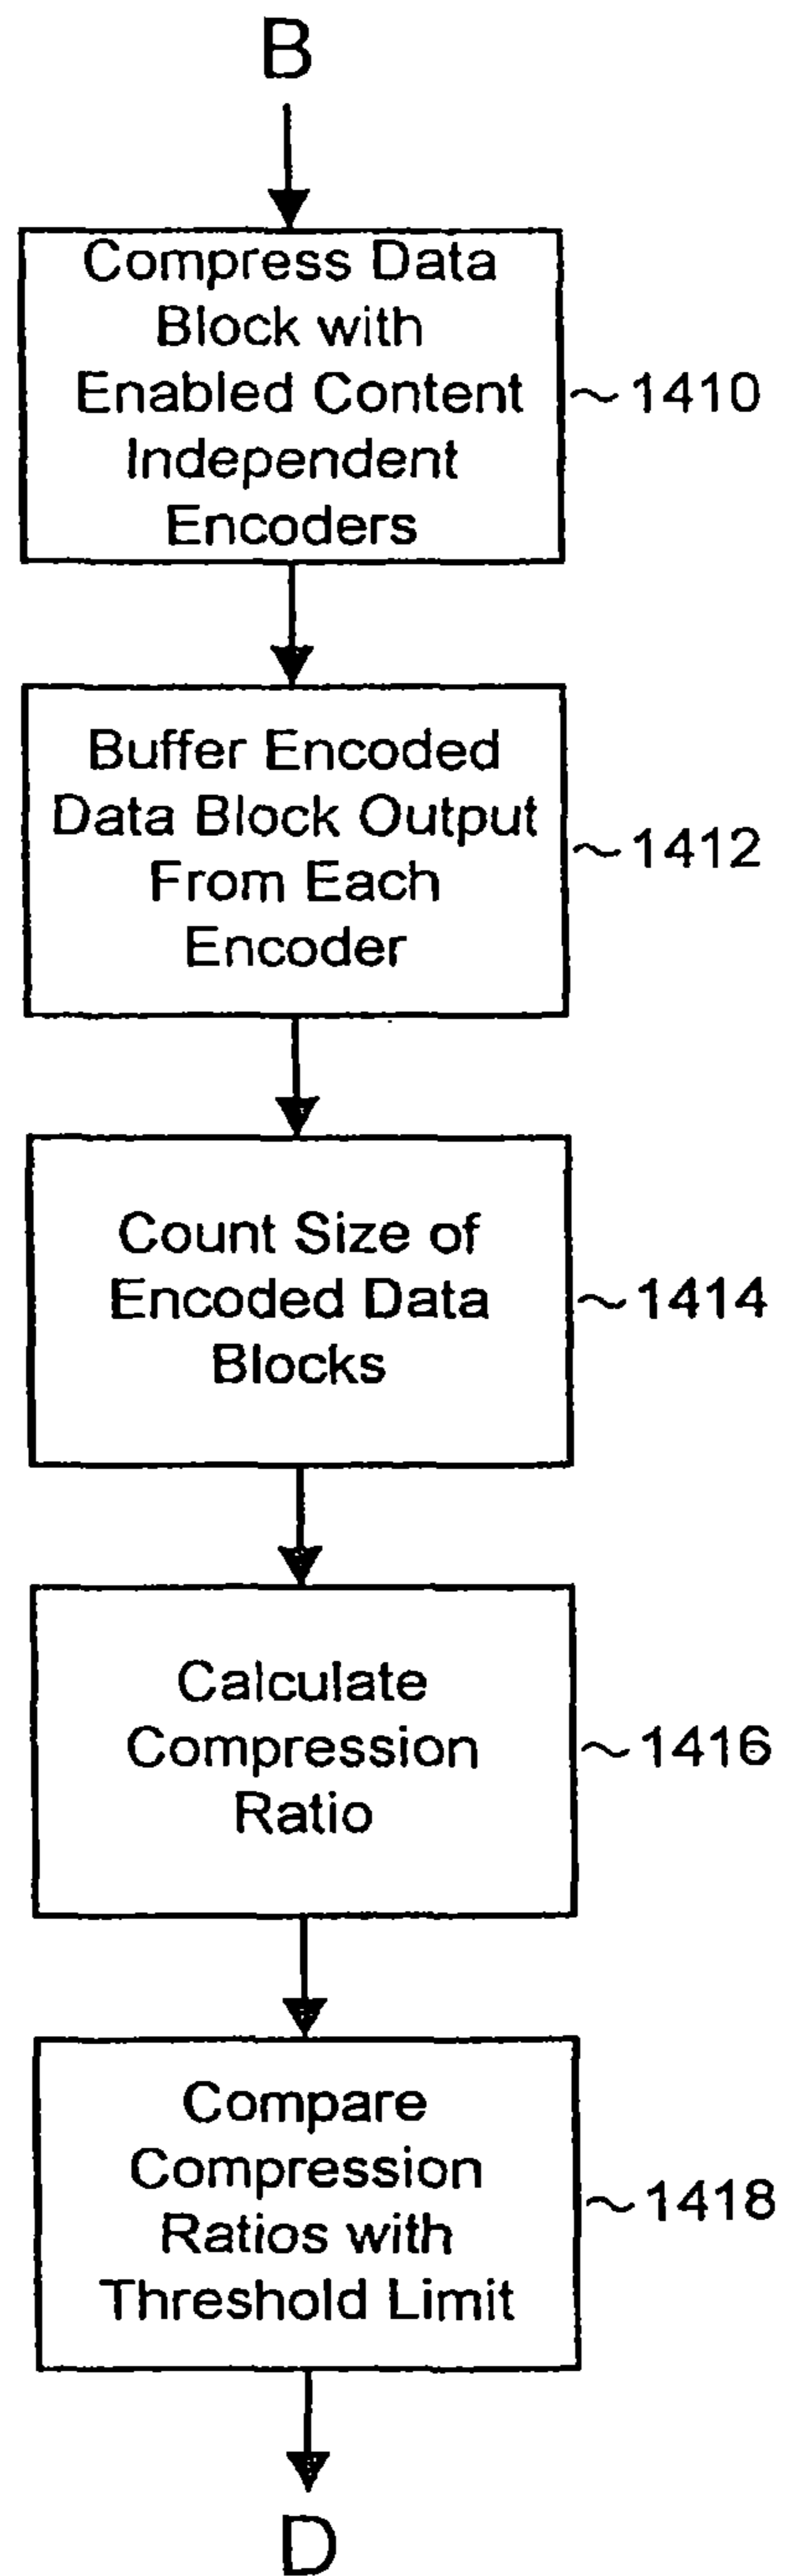 B
Compress Data
Block with
Enabled Content
Independent
Encoders
~1410
Buffer Encoded
Data Block Output
From Each
Encoder
~1412
Count Size of
Encoded Data
Blocks
~1414
Calculate
Compression
Ratio
~1416
Compare
Compression
Ratios with
Threshold Limit
~1418
D